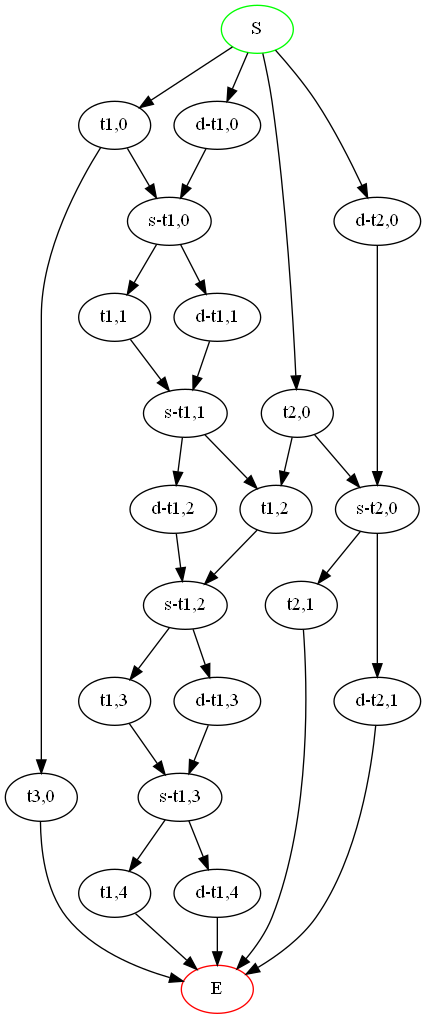 S
t1,0
d-t1,0
s-t1,0
d-t2,0
t1,1
d-t1,1
s-t1,1
t2,0
d-t1,2
t1,2
s-t2,0
s-t1,2
t2,1
t1,3
d-t1,3
d-t2,1
t3,0
s-t1,3
t1,4
d-t1,4
E